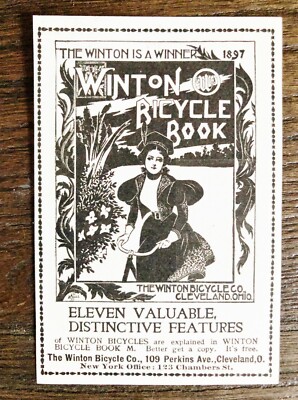 THE WINTON IS A WINNER 1897
WINTON
BICYCLE
BOOK
THE WINTON BICYCLE CO.
CLEVELAND.OHIO.
ELEVEN VALUABLE,
DISTINCTIVE FEATURES
of WINTON BICYCLES are explained in WINTON
BICYCLE BOOK M. Better get a copy. It's free.
The Winton Bicycle Co., 109 Perkins Ave., Cleveland, O.
New York Office: 123 Chambers St.